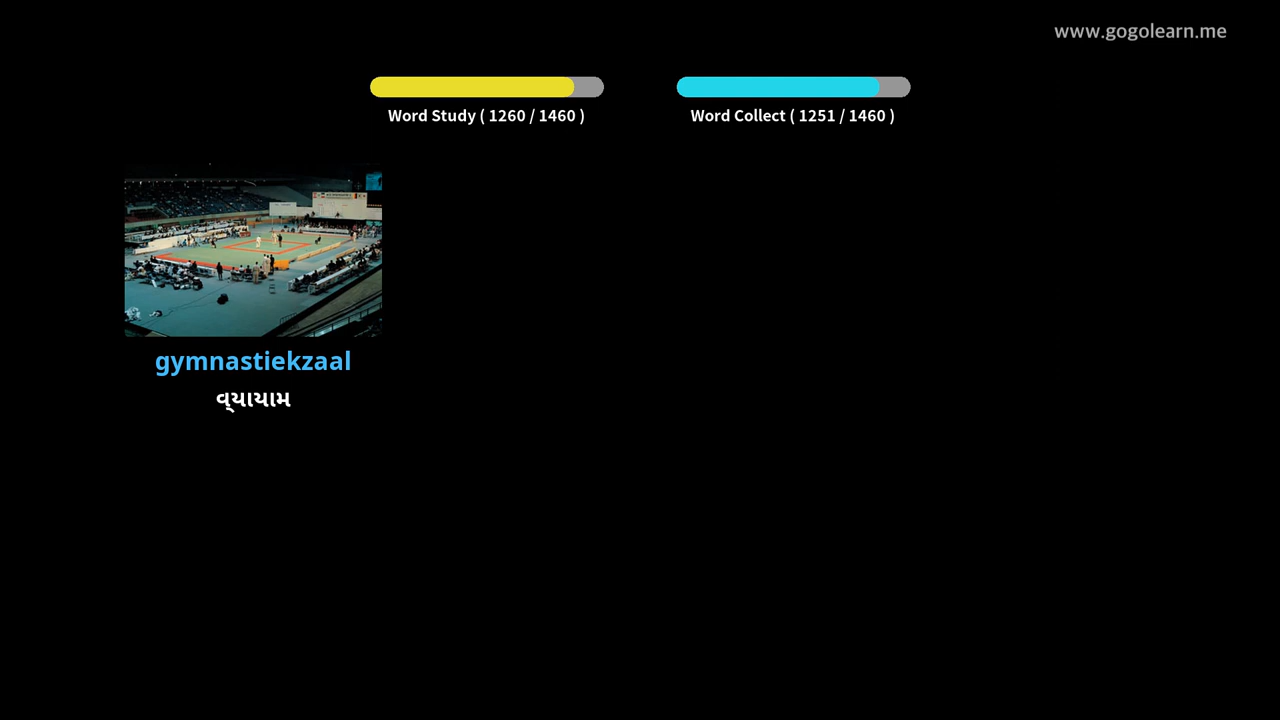 www.gogolearn.me
Word Study ( 1260 / 1460 )
Word Collect ( 1251 / 1460 )
gymnastiekzaal
વ્યાયામ